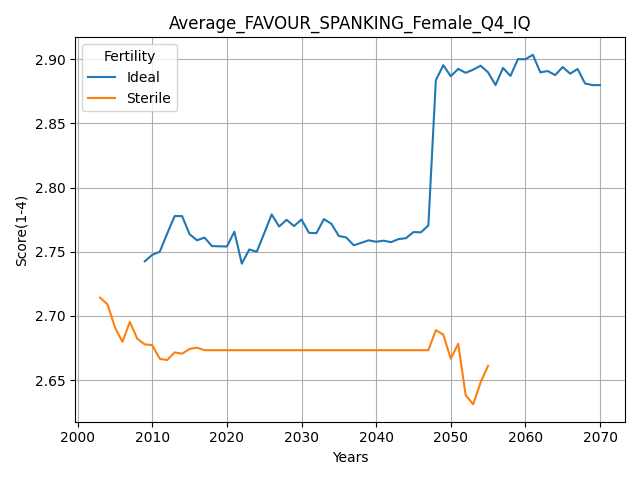 Average_FAVOUR_SPANKING_Female_Q4_IQ
Fertility
Ideal
Sterile
Score(1-4)
2.90
2.85
2.80
2.75
2.70
2.65
2000 2010 2020 2030 2040 2050 2060 2070
Years